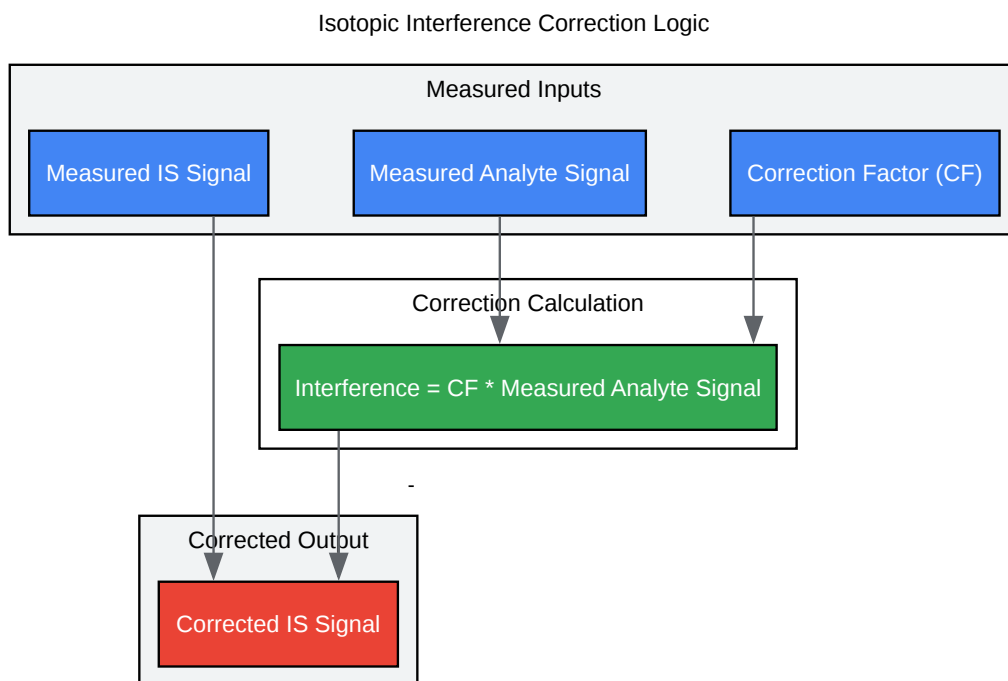 Isotopic Interference Correction Logic
Measured Inputs
Measured IS Signal
Measured Analyte Signal
Correction Factor (CF)
Correction Calculation
Interference = CF * Measured Analyte Signal
-
Corrected Output
Corrected IS Signal